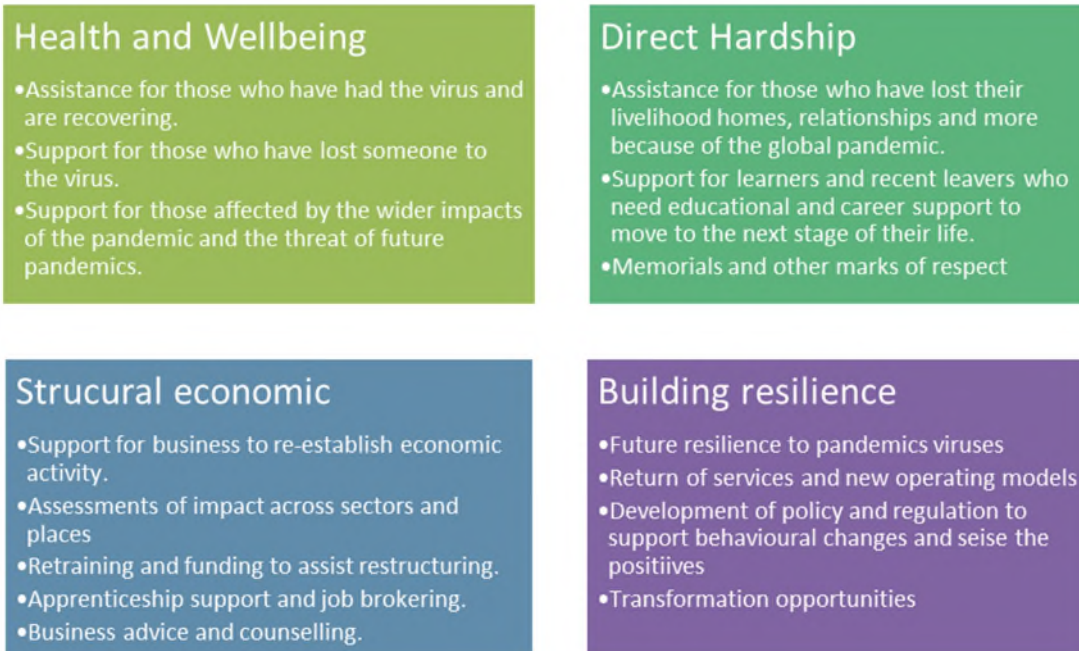 Health and Wellbeing
•Assistance for those who have had the virus and
are recovering.
•Support for those who have lost someone to
the virus.
•Support for those affected by the wider impacts
of the pandemic and the threat of future
pandemics.
Direct Hardship
•Assistance for those who have lost their
livelihood homes, relationships and more
because of the global pandemic.
•Support for learners and recent leavers who
need educational and career support to
move to the next stage of their life.
•Memorials and other marks of respect
Strucural economic
•Support for business to re-establish economic
activity.
•Assessments of impact across sectors and
places
•Retraining and funding to assist restructuring.
•Apprenticeship support and job brokering.
•Business advice and counselling.
Building resilience
•Future resilience to pandemics viruses
•Return of services and new operating models
•Development of policy and regulation to
support behavioural changes and seise the
positiives
•Transformation opportunities